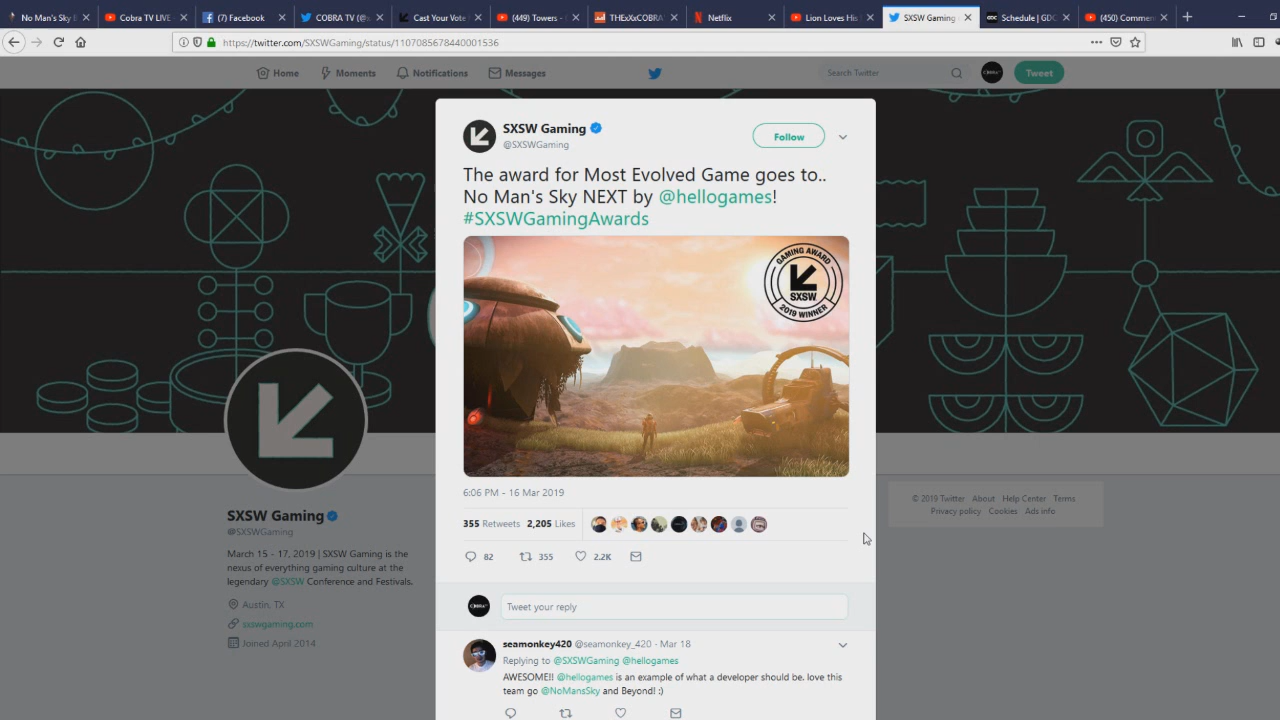 No Man's Sky B
Cobra TV LIVE
(7) Facebook
COBRA TV (@x
Cast Your Vote
(449) Towers -
THExXxCOBRA
Netflix
Lion Loves His
SXSW Gaming
Schedule | GDC
(450) Commen
https://twitter.com/SXSWGaming/status/1107085678440001536
Home
Moments
Notifications
Messages
Search Twitter
Tweet
SXSW Gaming
@SXSWGaming
Follow
The award for Most Evolved Game goes to..
No Man's Sky NEXT by @hellogames!
#SXSWGamingAwards
GAMING AWARD
SXSW
2019 WINNER
6:06 PM - 16 Mar 2019
355 Retweets 2,205 Likes
82 355 2.2K
Tweet your reply
seamonkey420 @seamonkey_420 · Mar 18
Replying to @SXSWGaming @hellogames
AWESOME!! @hellogames is an example of what a developer should be. love this
team go @NoMansSky and Beyond! :)
SXSW Gaming
@SXSWGaming
March 15 - 17, 2019 | SXSW Gaming is the
nexus of everything gaming culture at the
legendary @SXSW Conference and Festivals.
Austin, TX
sxswgaming.com
Joined April 2014
© 2019 Twitter About Help Center Terms
Privacy policy Cookies Ads info